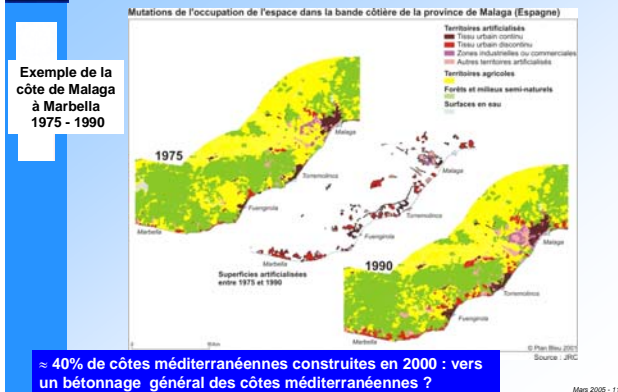 Mutations de l'occupation de l'espace dans la bande côtière de la province de Malaga (Espagne)
Exemple de la
côte de Malaga
à Marbella
1975 - 1990
Territoires artificialisés
Tissu urbain continu
Tissu urbain discontinu
Zones industrielles ou commerciales
Autres territoires artificialisés
Territoires agricoles
Forêts et milieux semi-naturels
Surfaces en eau
1975
Malaga
Torremolinos
Fuengirola
Marbella
Malaga
Torremolinos
Fuengirola
Marbella
Superficies artificialisées
entre 1975 et 1990
1990
Malaga
Torremolinos
Fuengirola
Marbella
© Plan Bleu 2001
Source : JRC
≈ 40% de côtes méditerranéennes construites en 2000 : vers
un bétonnage général des côtes méditerranéennes ?